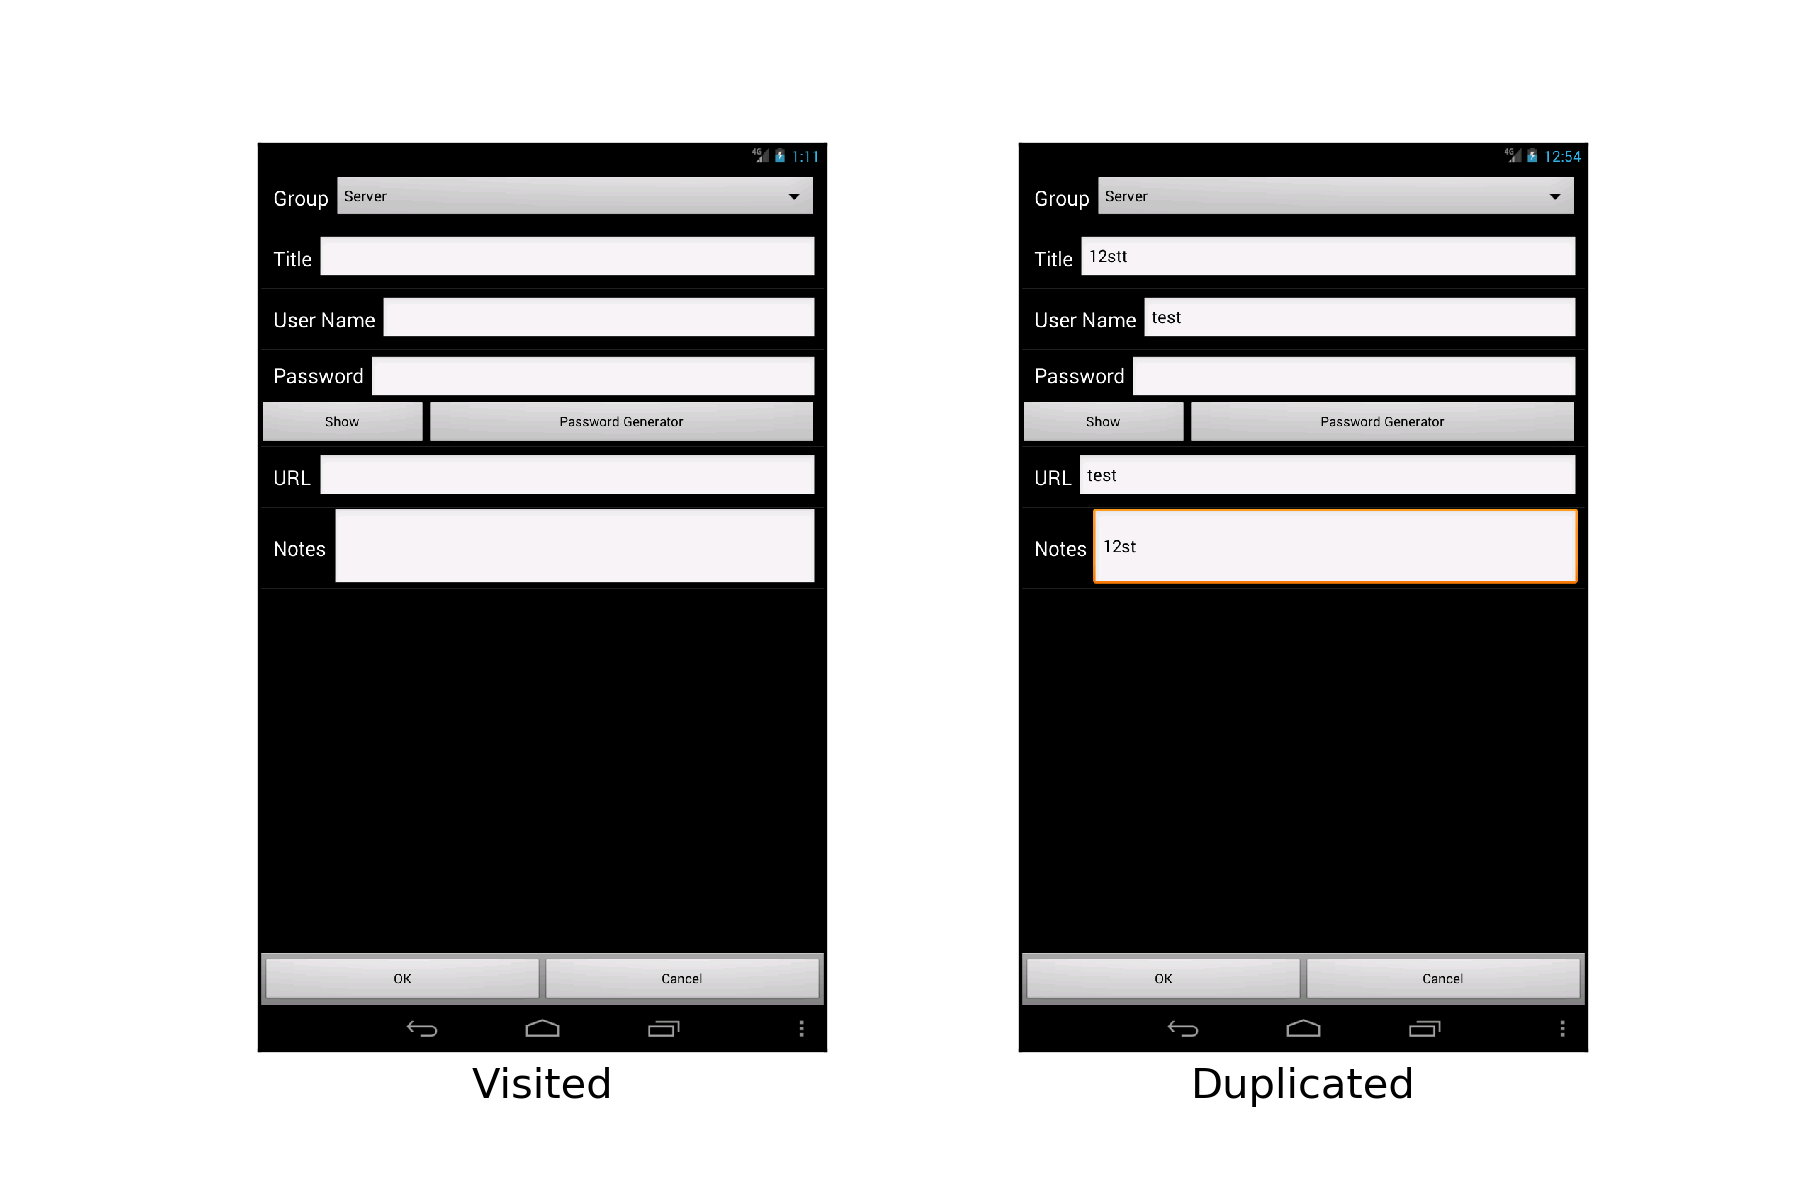 4G 1:11
Group Server
Title
User Name
Password
Show Password Generator
URL
Notes
OK Cancel
Visited
4G 12:54
Group Server
Title 12stt
User Name test
Password
Show Password Generator
URL test
Notes 12st
OK Cancel
Duplicated